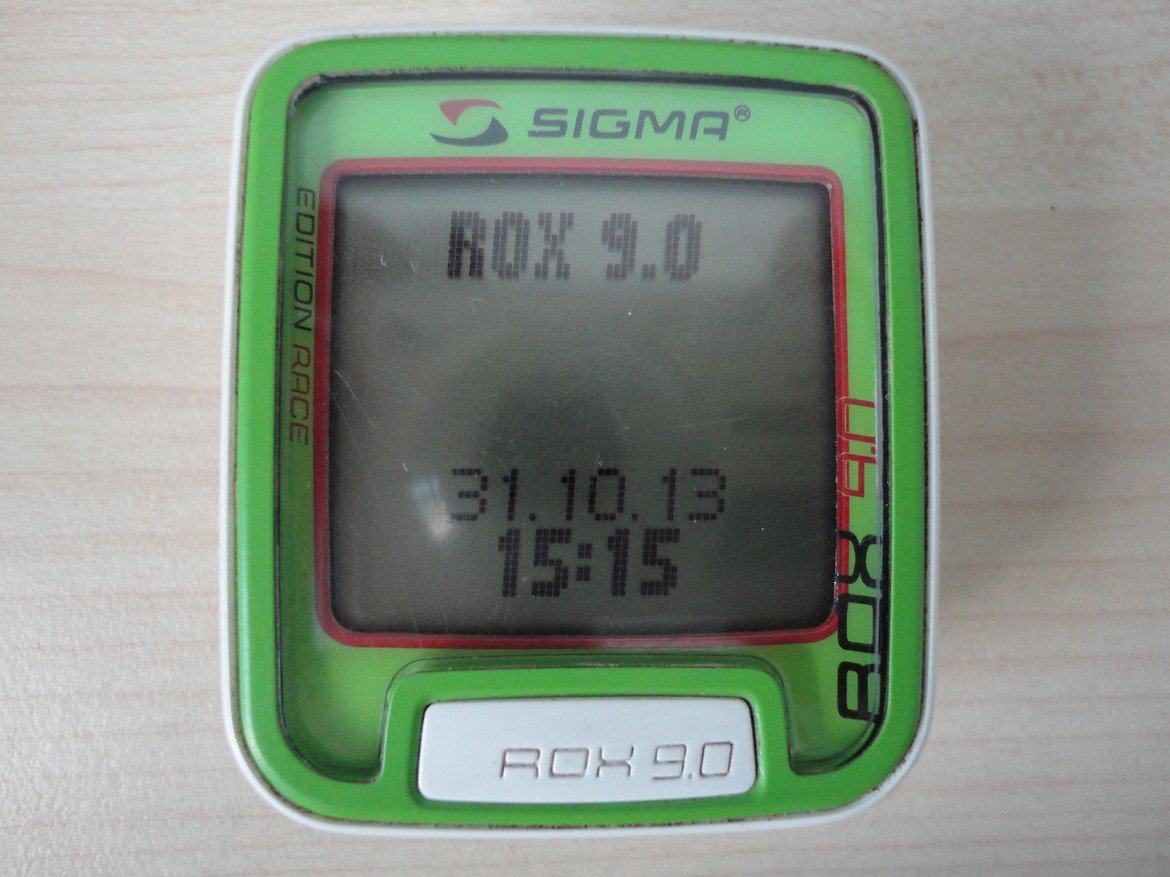 SIGMA®
EDITION RACE
ROX 9.0
31.10.13
15:15
ROX 9.0
ROX 9.0